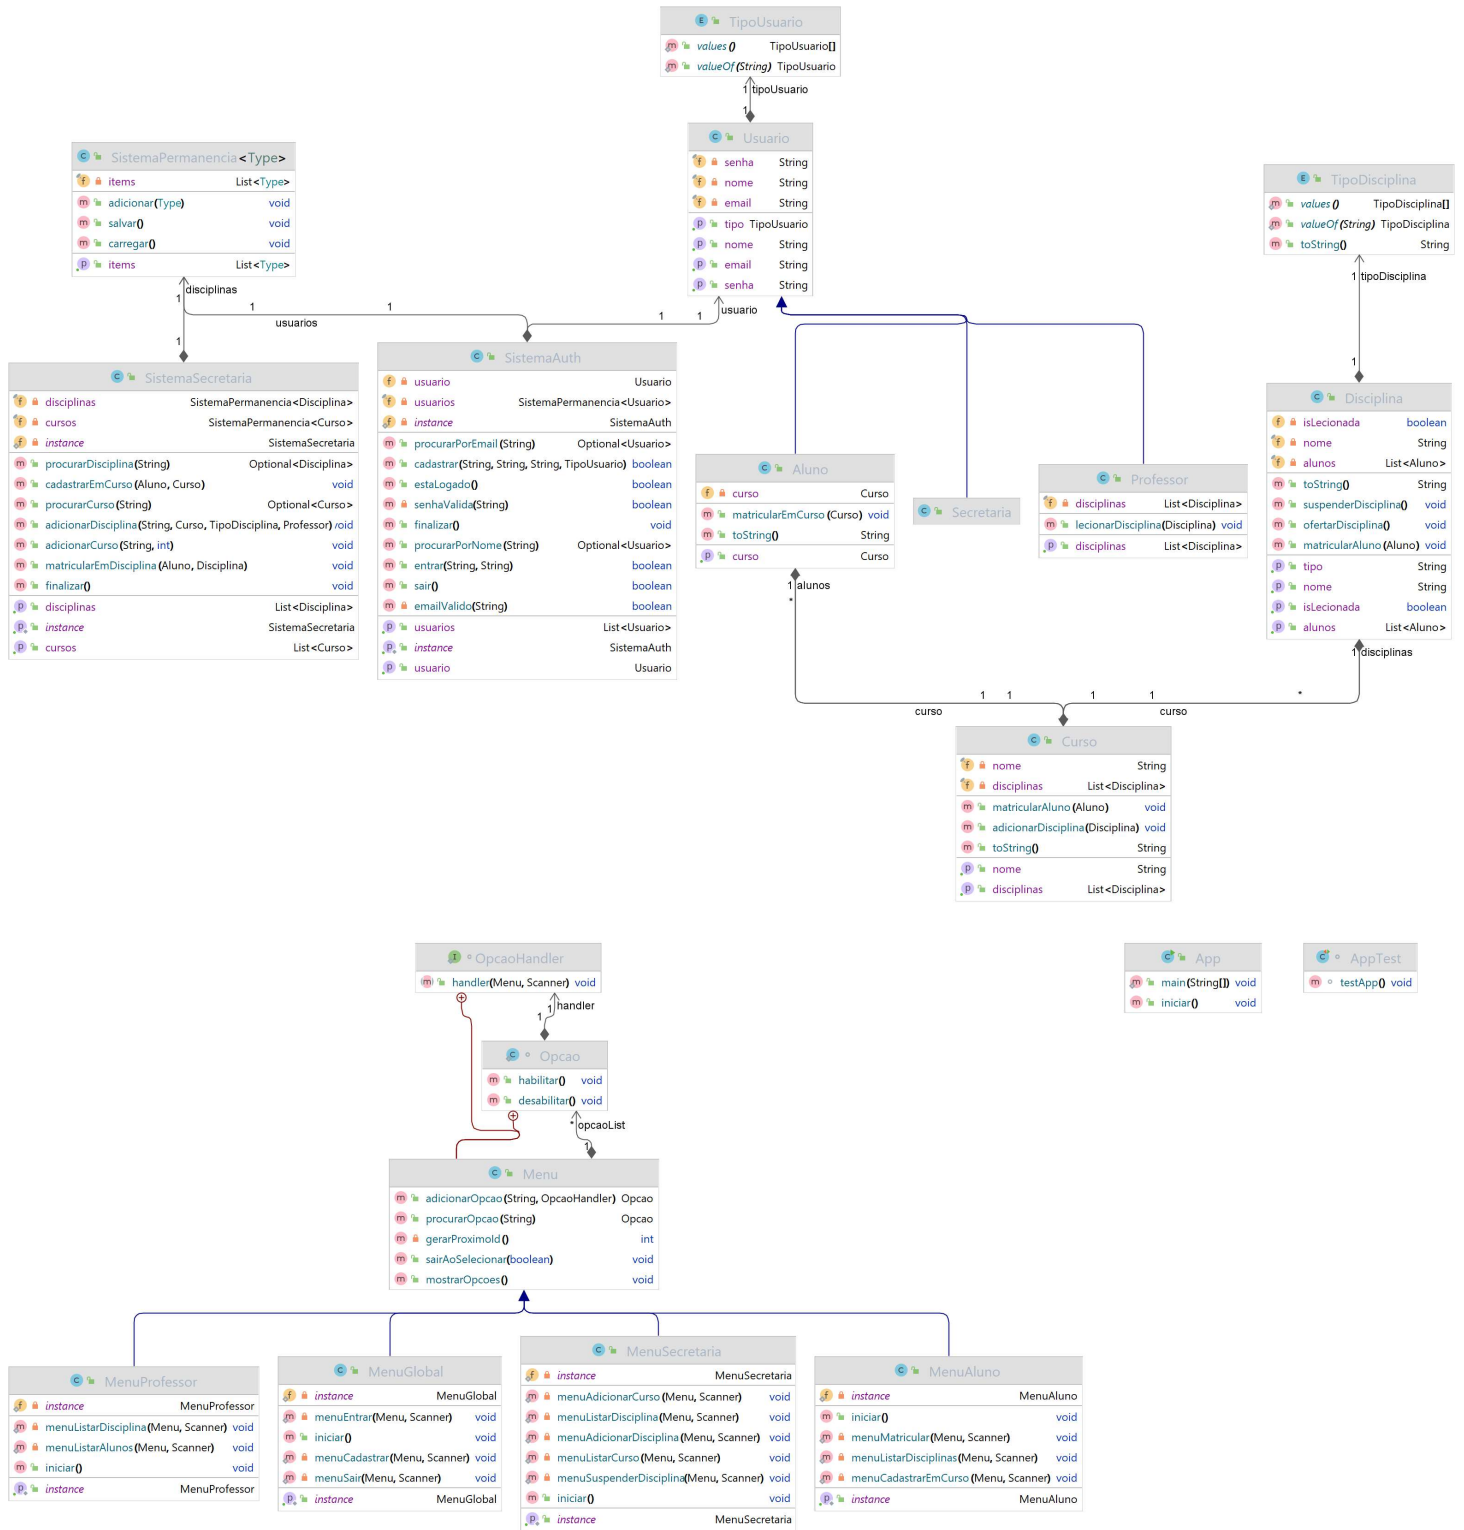 TipoUsuario
values() TipoUsuario[]
valueOf(String) TipoUsuario
1 tipoUsuario
1
Usuario
senha String
nome String
email String
tipo TipoUsuario
nome String
email String
senha String
SistemaPermanencia<Type>
items List<Type>
adicionar(Type) void
salvar() void
carregar() void
items List<Type>
TipoDisciplina
values() TipoDisciplina[]
valueOf(String) TipoDisciplina
toString() String
1 tipoDisciplina
1
disciplinas
1
1 1
usuarios
1
1 1
usuario
SistemaSecretaria
disciplinas SistemaPermanencia<Disciplina>
cursos SistemaPermanencia<Curso>
instance SistemaSecretaria
procurarDisciplina(String) Optional<Disciplina>
cadastrarEmCurso(Aluno, Curso) void
procurarCurso(String) Optional<Curso>
adicionarDisciplina(String, Curso, TipoDisciplina, Professor) void
adicionarCurso(String, int) void
matricularEmDisciplina(Aluno, Disciplina) void
finalizar() void
disciplinas List<Disciplina>
instance SistemaSecretaria
cursos List<Curso>
SistemaAuth
usuario Usuario
usuarios SistemaPermanencia<Usuario>
instance SistemaAuth
procurarPorEmail(String) Optional<Usuario>
cadastrar(String, String, String, TipoUsuario) boolean
estaLogado() boolean
senhaValida(String) boolean
finalizar() void
procurarPorNome(String) Optional<Usuario>
entrar(String, String) boolean
sair() boolean
emailValido(String) boolean
usuarios List<Usuario>
instance SistemaAuth
usuario Usuario
Aluno
curso Curso
matricularEmCurso(Curso) void
toString() String
curso Curso
Secretaria
Professor
disciplinas List<Disciplina>
lecionarDisciplina(Disciplina) void
disciplinas List<Disciplina>
Disciplina
isLecionada boolean
nome String
alunos List<Aluno>
toString() String
suspenderDisciplina() void
ofertarDisciplina() void
matricularAluno(Aluno) void
tipo String
nome String
isLecionada boolean
alunos List<Aluno>
1 alunos
*
1 disciplinas
1 1 1 1 *
curso curso
Curso
nome String
disciplinas List<Disciplina>
matricularAluno(Aluno) void
adicionarDisciplina(Disciplina) void
toString() String
nome String
disciplinas List<Disciplina>
OpcaoHandler
handler(Menu, Scanner) void
1 handler
1
Opcao
habilitar() void
desabilitar() void
* opcaoList
1
App
main(String[]) void
iniciar() void
AppTest
testApp() void
Menu
adicionarOpcao(String, OpcaoHandler) Opcao
procurarOpcao(String) Opcao
gerarProximoId() int
sairAoSelecionar(boolean) void
mostrarOpcoes() void
MenuProfessor
instance MenuProfessor
menuListarDisciplina(Menu, Scanner) void
menuListarAlunos(Menu, Scanner) void
iniciar() void
instance MenuProfessor
MenuGlobal
instance MenuGlobal
menuEntrar(Menu, Scanner) void
iniciar() void
menuCadastrar(Menu, Scanner) void
menuSair(Menu, Scanner) void
instance MenuGlobal
MenuSecretaria
instance MenuSecretaria
menuAdicionarCurso(Menu, Scanner) void
menuListarDisciplina(Menu, Scanner) void
menuAdicionarDisciplina(Menu, Scanner) void
menuListarCurso(Menu, Scanner) void
menuSuspenderDisciplina(Menu, Scanner) void
iniciar() void
instance MenuSecretaria
MenuAluno
instance MenuAluno
iniciar() void
menuMatricular(Menu, Scanner) void
menuListarDisciplinas(Menu, Scanner) void
menuCadastrarEmCurso(Menu, Scanner) void
instance MenuAluno